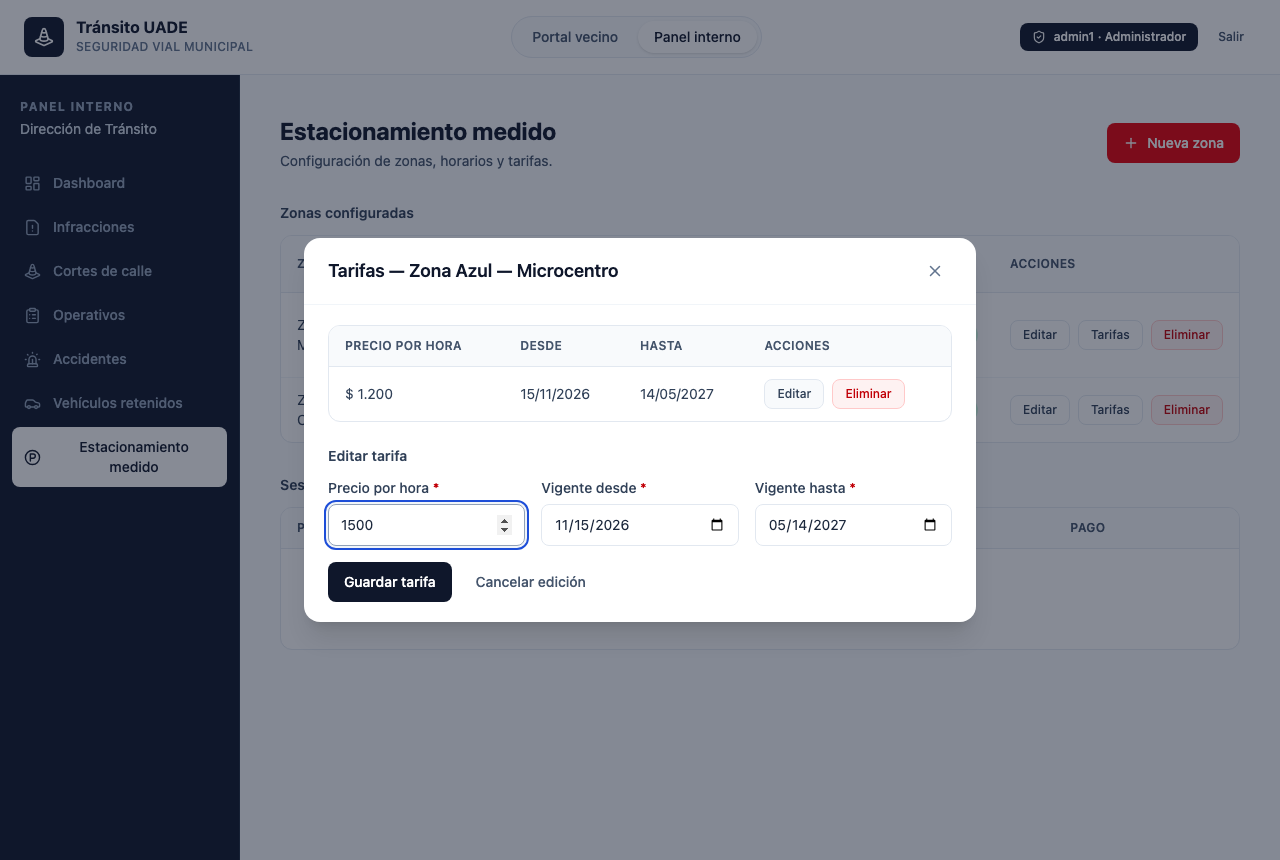 Tránsito UADE
SEGURIDAD VIAL MUNICIPAL
Portal vecino
Panel interno
admin1 · Administrador
Salir
PANEL INTERNO
Dirección de Tránsito
Dashboard
Infracciones
Cortes de calle
Operativos
Accidentes
Vehículos retenidos
Estacionamiento
medido
Estacionamiento medido
Configuración de zonas, horarios y tarifas.
Nueva zona
Zonas configuradas
ACCIONES
Editar Tarifas Eliminar
Editar Tarifas Eliminar
PAGO
Tarifas — Zona Azul — Microcentro
PRECIO POR HORA DESDE HASTA ACCIONES
$ 1.200 15/11/2026 14/05/2027 Editar Eliminar
Editar tarifa
Precio por hora * Vigente desde * Vigente hasta *
1500 11/15/2026 05/14/2027
Guardar tarifa Cancelar edición